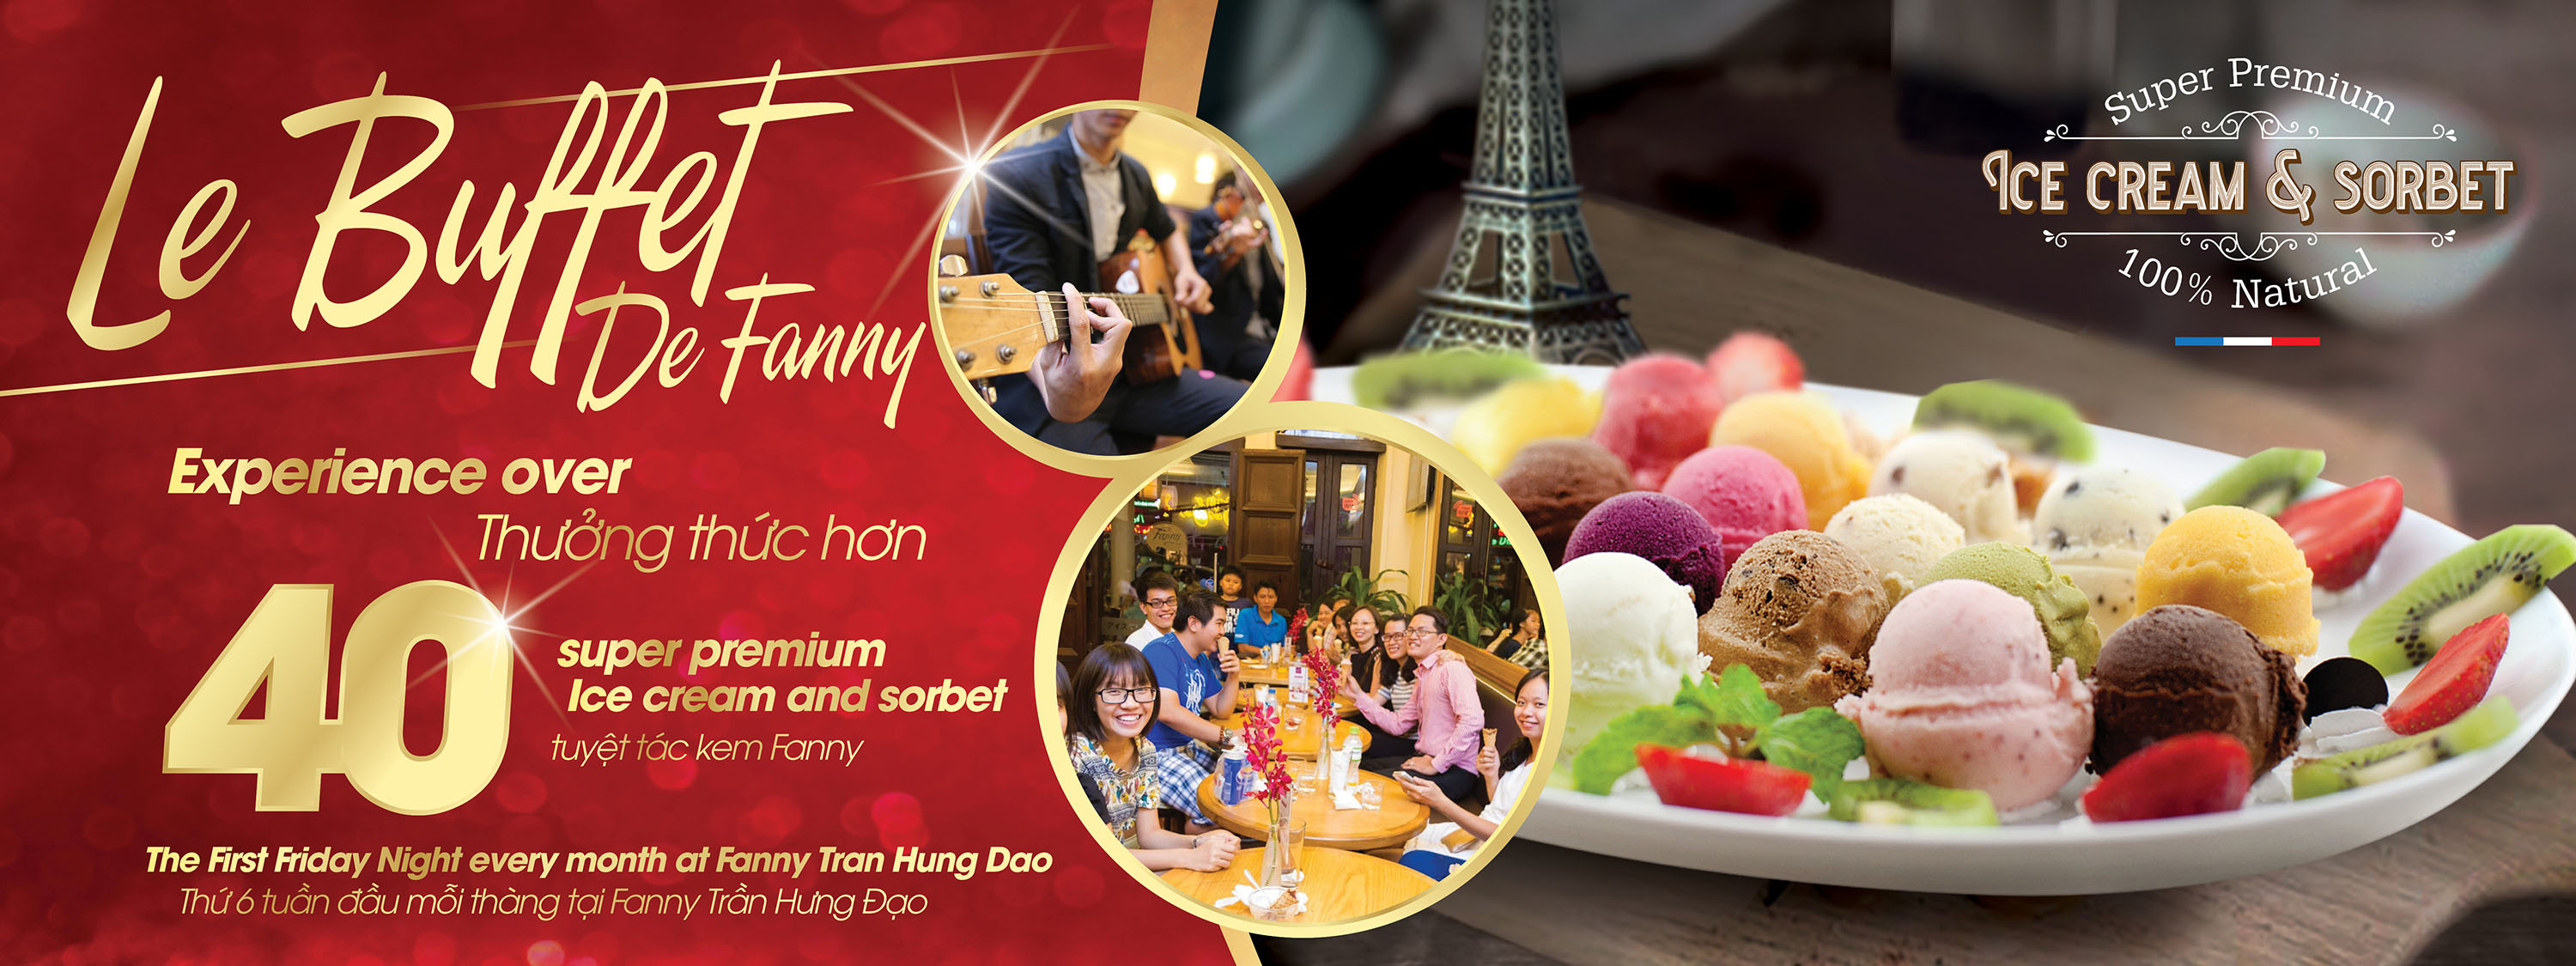 Le Buffet
De Fanny
Experience over
Thưởng thức hơn
40
super premium
Ice cream and sorbet
tuyệt tác kem Fanny
The First Friday Night every month at Fanny Tran Hung Dao
Thứ 6 tuần đầu mỗi thàng tại Fanny Trần Hưng Đạo
Super Premium
ICE CREAM & SORBET
100% Natural